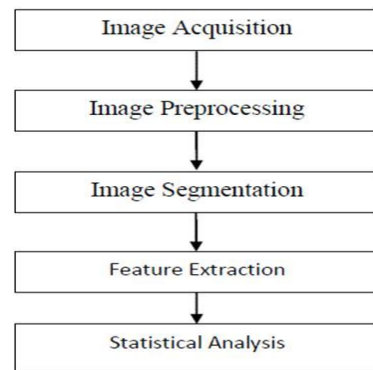 Image Acquisition
Image Preprocessing
Image Segmentation
Feature Extraction
Statistical Analysis